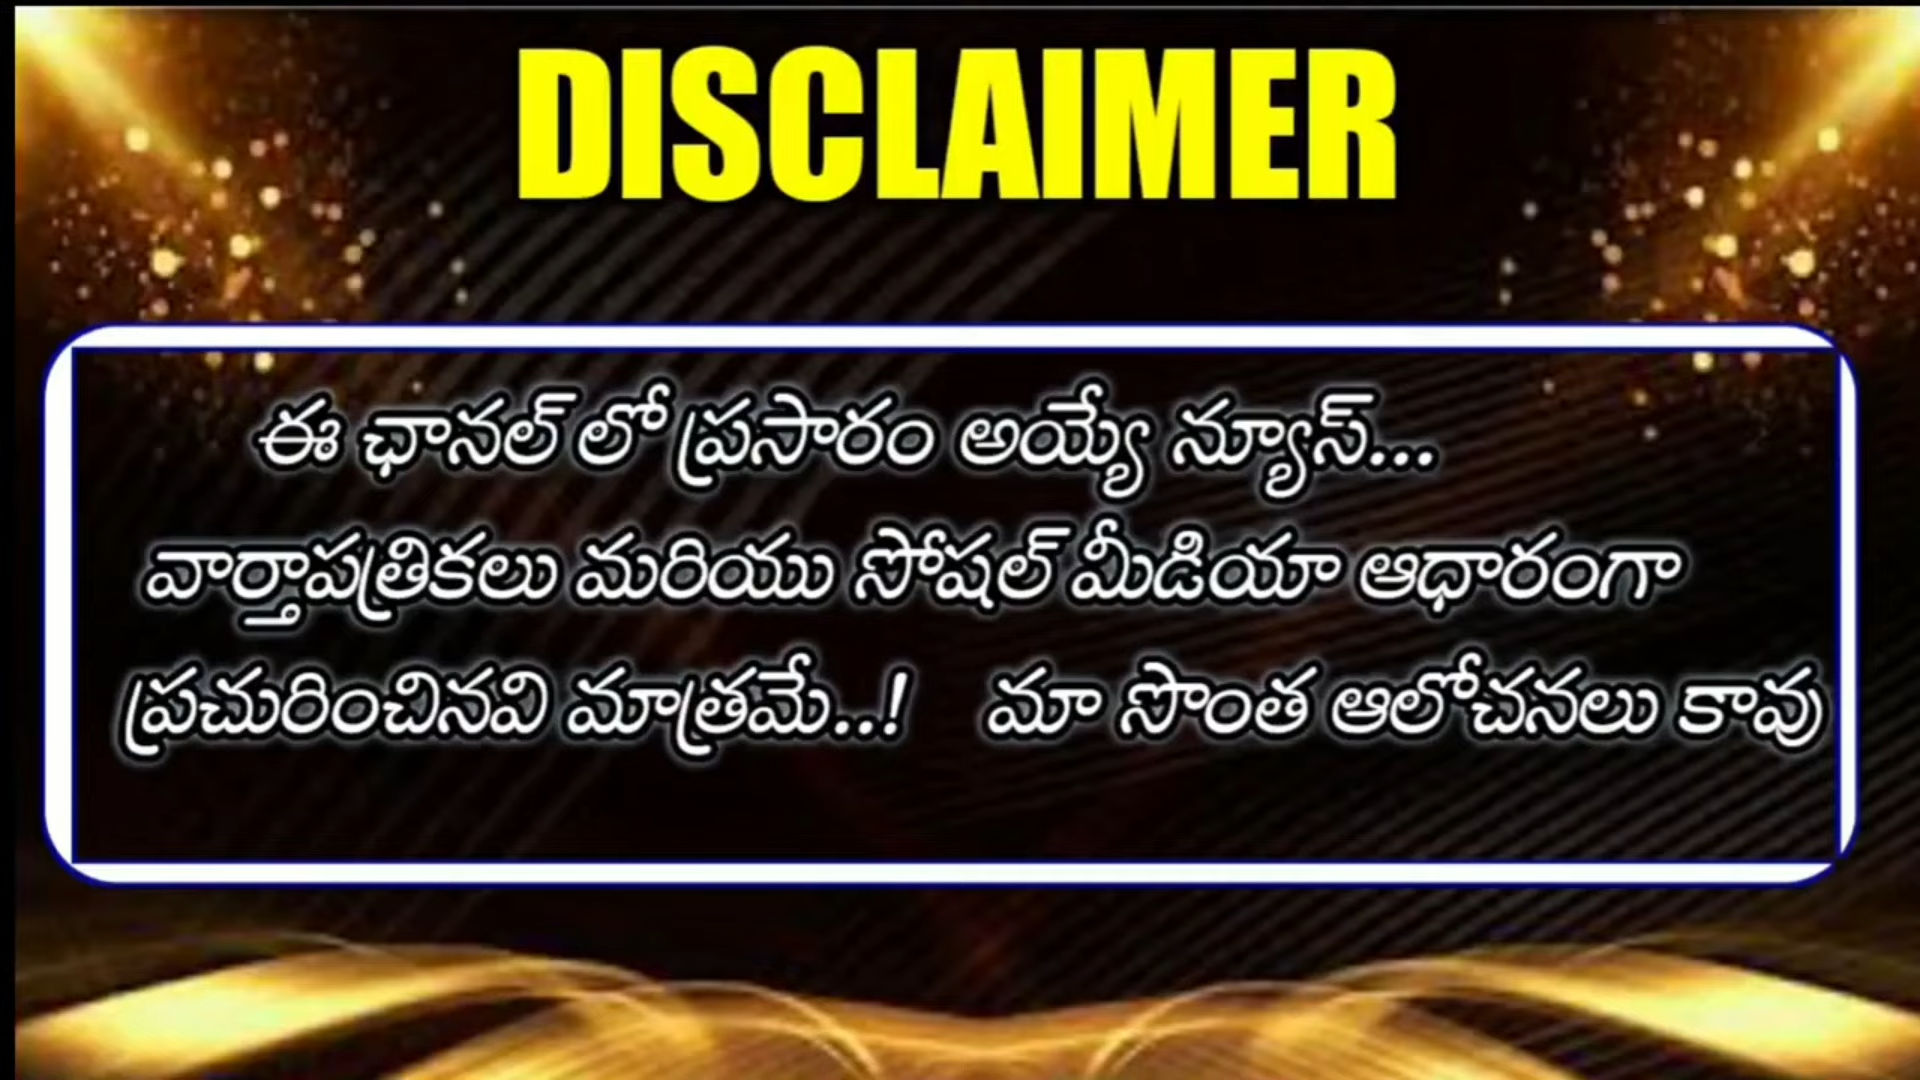 DISCLAIMER
ఈ ఛానల్ లో ప్రసారం అయ్యే న్యూస్...
వార్తాపత్రికలు మరియు సోషల్ మీడియా ఆధారంగా
ప్రచురించినవి మాత్రమే..! మా సొంత ఆలోచనలు కావు